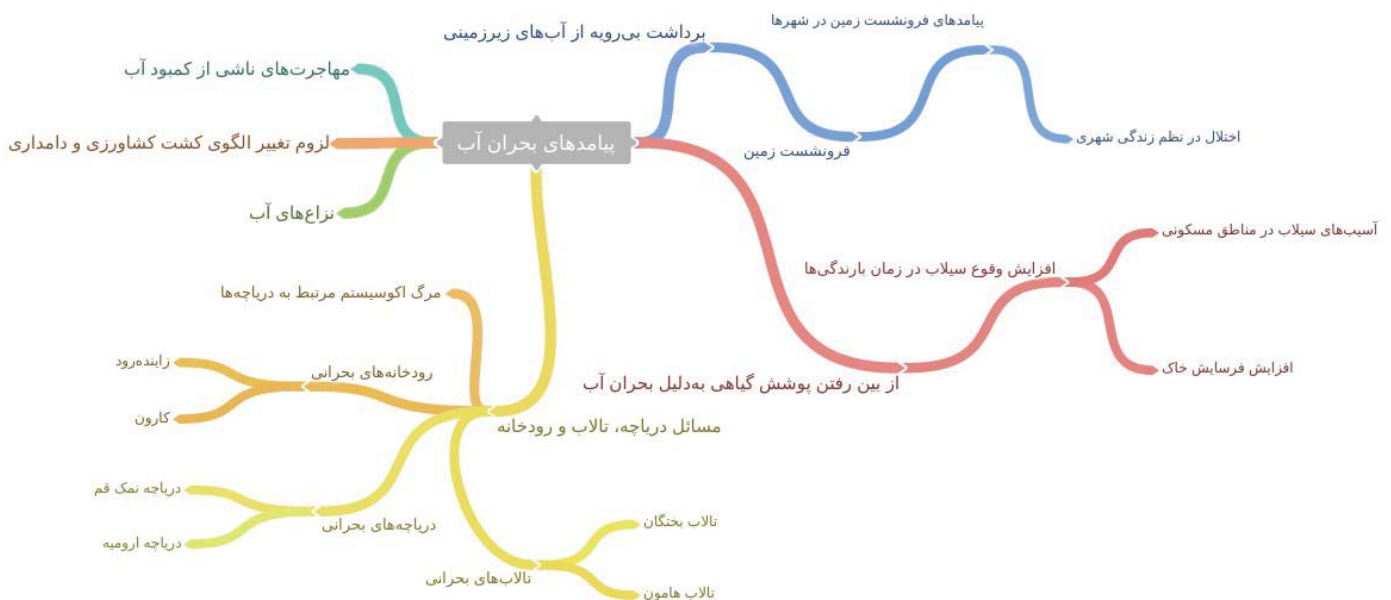 پیامدهای بحران آب
برداشت بی‌رویه از آب‌های زیرزمینی
فرونشست زمین
پیامدهای فرونشست زمین در شهرها
اختلال در نظم زندگی شهری
از بین رفتن پوشش گیاهی به‌دلیل بحران آب
افزایش وقوع سیلاب در زمان بارندگی‌ها
آسیب‌های سیلاب در مناطق مسکونی
افزایش فرسایش خاک
مسائل دریاچه، تالاب و رودخانه
تالاب‌های بحرانی
تالاب بختگان
تالاب هامون
دریاچه‌های بحرانی
دریاچه نمک قم
دریاچه ارومیه
رودخانه‌های بحرانی
زاینده‌رود
کارون
مرگ اکوسیستم مرتبط به دریاچه‌ها
مهاجرت‌های ناشی از کمبود آب
لزوم تغییر الگوی کشت کشاورزی و دامداری
نزاع‌های آب